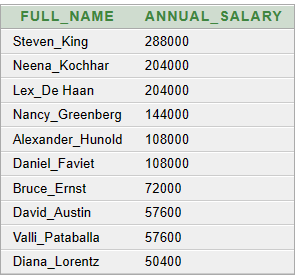 FULL_NAME ANNUAL_SALARY
Steven_King 288000
Neena_Kochhar 204000
Lex_De Haan 204000
Nancy_Greenberg 144000
Alexander_Hunold 108000
Daniel_Faviet 108000
Bruce_Ernst 72000
David_Austin 57600
Valli_Pataballa 57600
Diana_Lorentz 50400